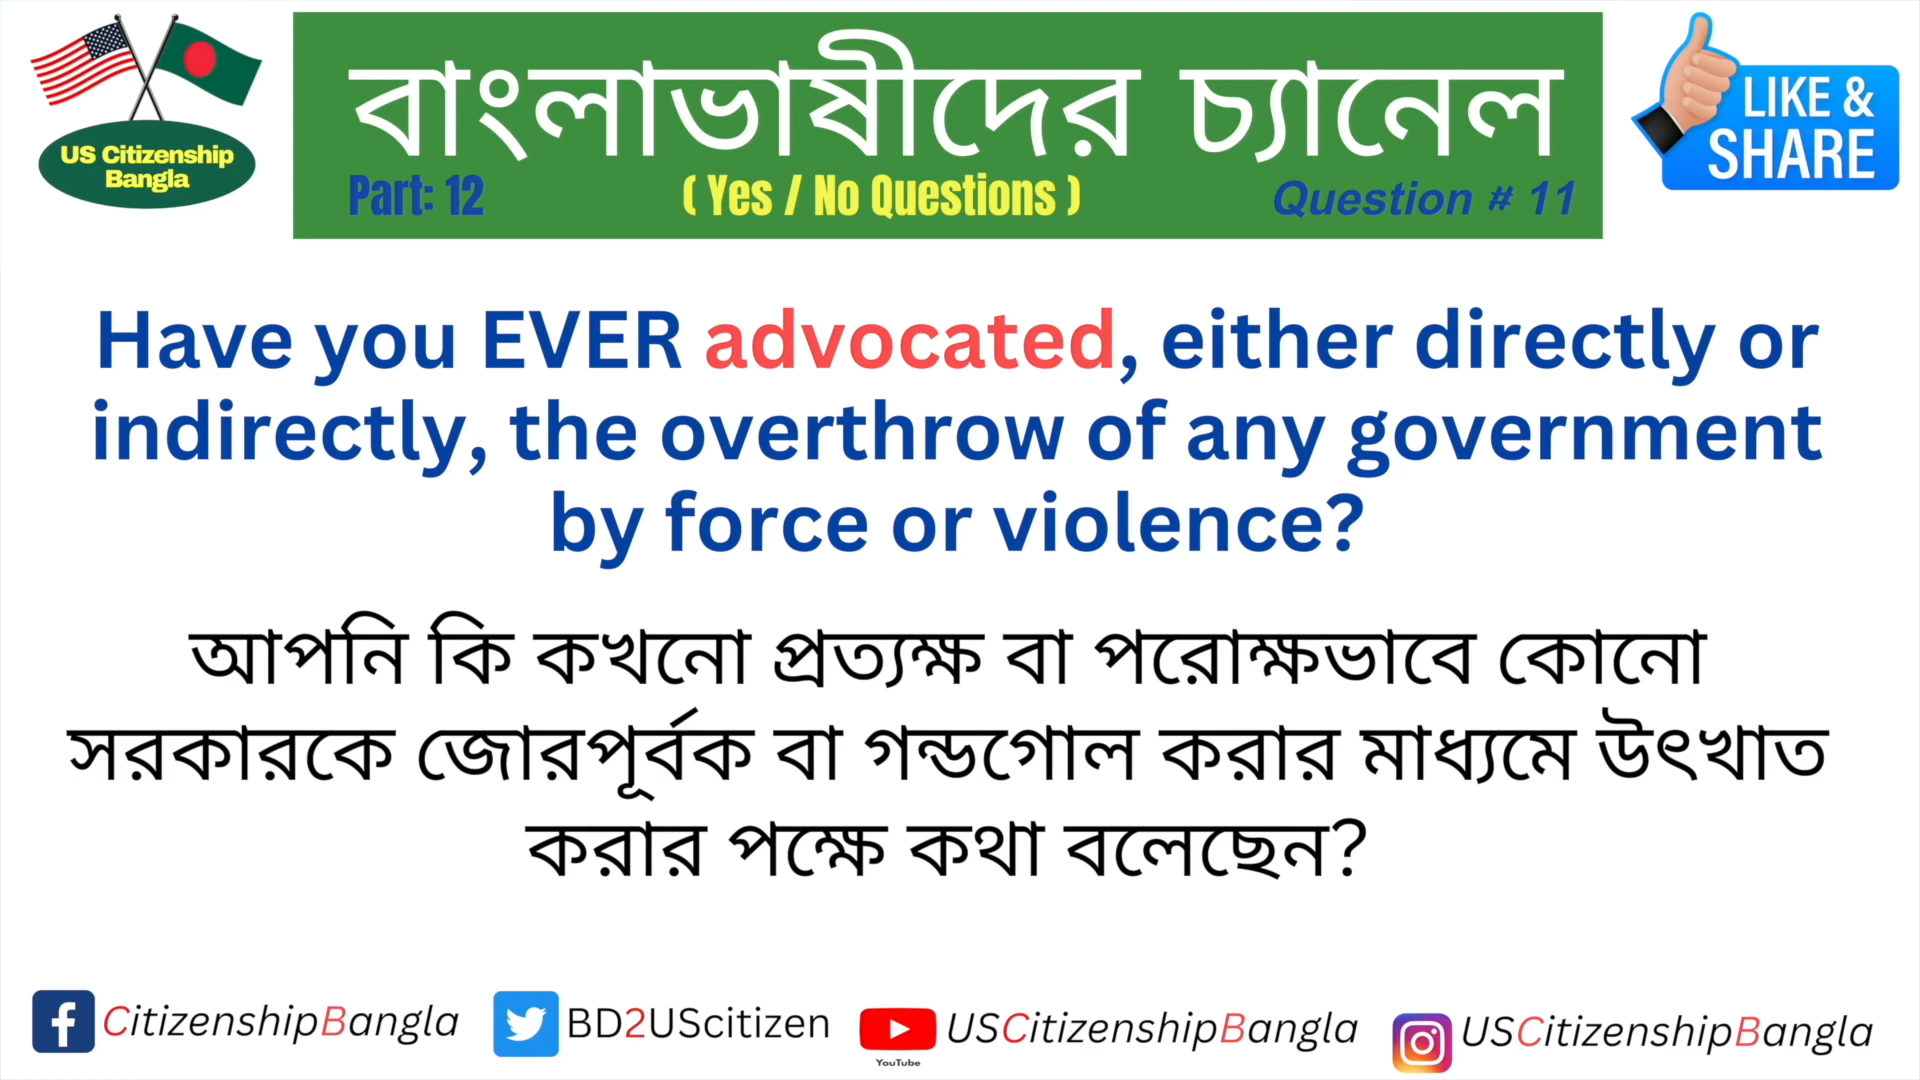 US Citizenship
Bangla
বাংলাভাষীদের চ্যানেল
Part: 12
( Yes / No Questions )
Question # 11
LIKE &
SHARE
Have you EVER advocated, either directly or
indirectly, the overthrow of any government
by force or violence?
আপনি কি কখনো প্রত্যক্ষ বা পরোক্ষভাবে কোনো
সরকারকে জোরপূর্বক বা গন্ডগোল করার মাধ্যমে উৎখাত
করার পক্ষে কথা বলেছেন?
CitizenshipBangla
BD2UScitizen
YouTube
USCitizenshipBangla
USCitizenshipBangla